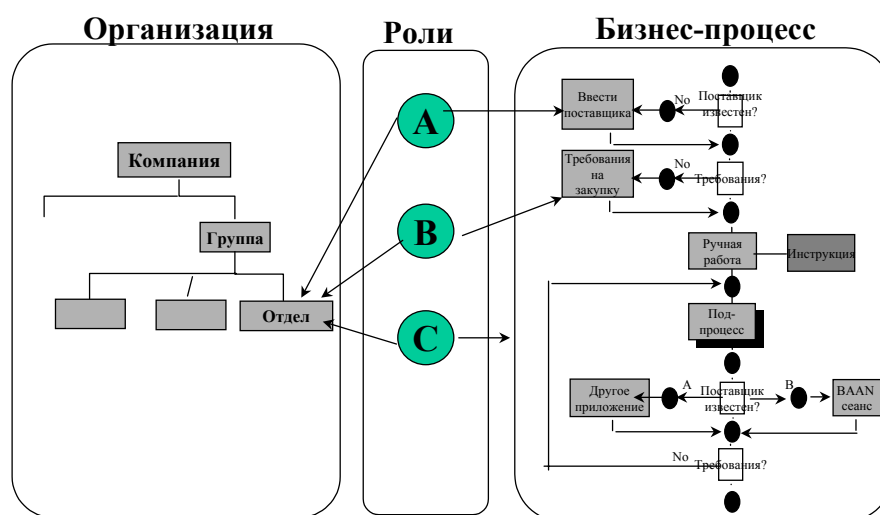 Организация
Роли
Бизнес-процесс
Компания
Группа
Отдел
A
B
C
Ввести
поставщика
No
Поставщик
известен?
Требования
на
закупку
No
Требования?
Ручная
работа
Инструкция
Под-
процесс
Другое
приложение
A
Поставщик
известен?
B
BAAN
сеанс
No
Требования?